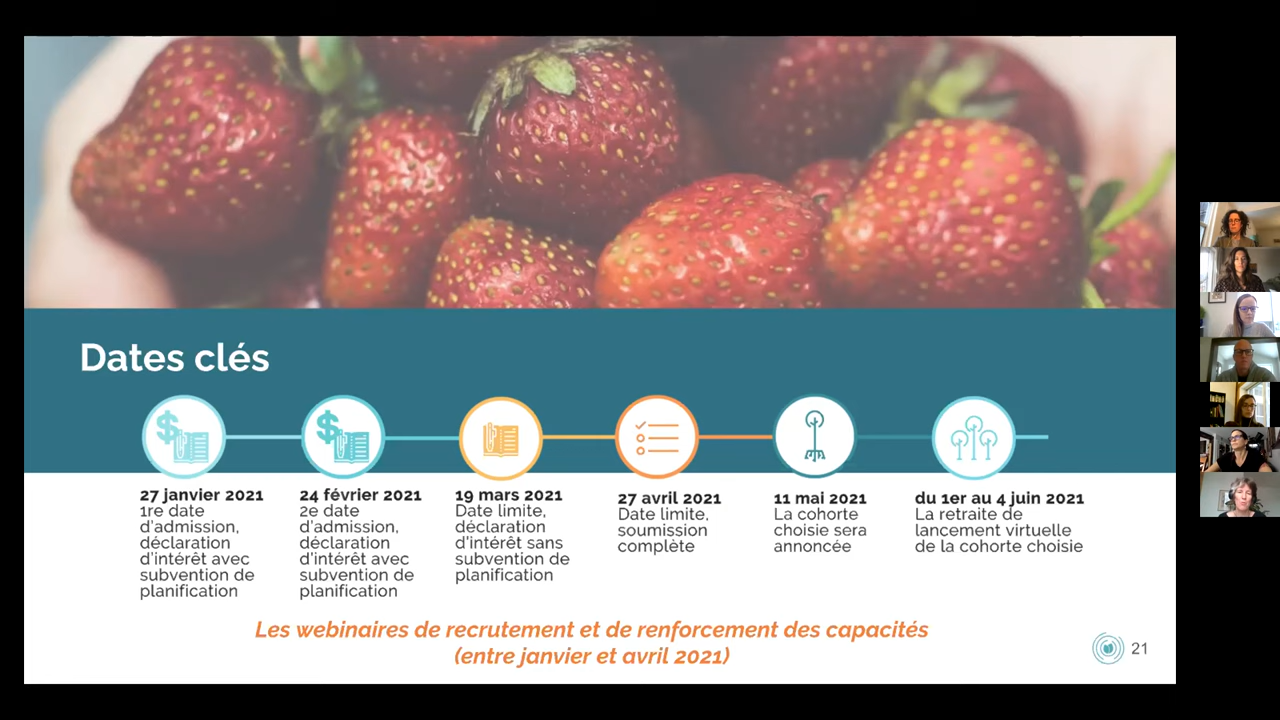 Dates clés
27 janvier 2021
1re date
d'admission,
déclaration
d'intérêt avec
subvention de
planification
24 février 2021
2e date
d'admission,
déclaration
d'intérêt avec
subvention de
planification
19 mars 2021
Date limite,
déclaration
d'intérêt sans
subvention de
planification
27 avril 2021
Date limite,
soumission
complète
11 mai 2021
La cohorte
choisie sera
annoncée
du 1er au 4 juin 2021
La retraite de
lancement virtuelle
de la cohorte choisie
Les webinaires de recrutement et de renforcement des capacités
(entre janvier et avril 2021)
21